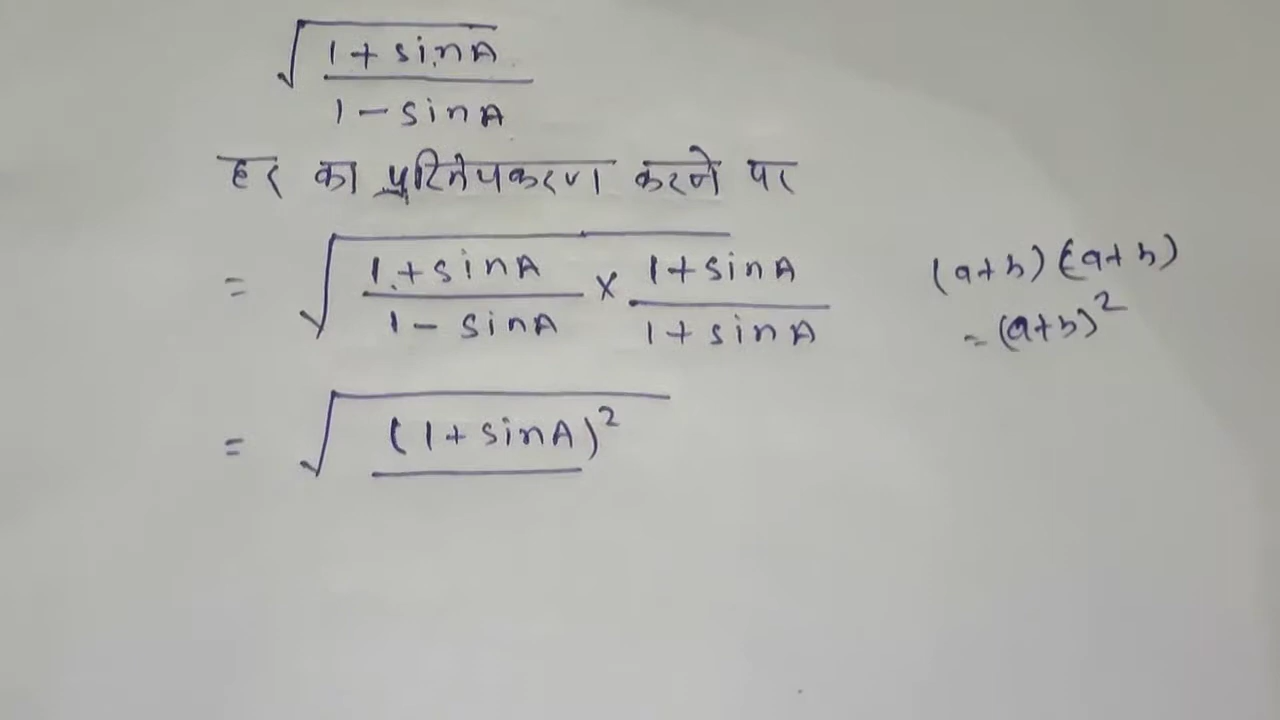 √(1+sinA)/(1-sinA)
हर का परिमेयकरण करने पर
= √(1+sinA)/(1-sinA) × (1+sinA)/(1+sinA)
(a+b)(a+b)
=(a+b)²
= √(1+sinA)²